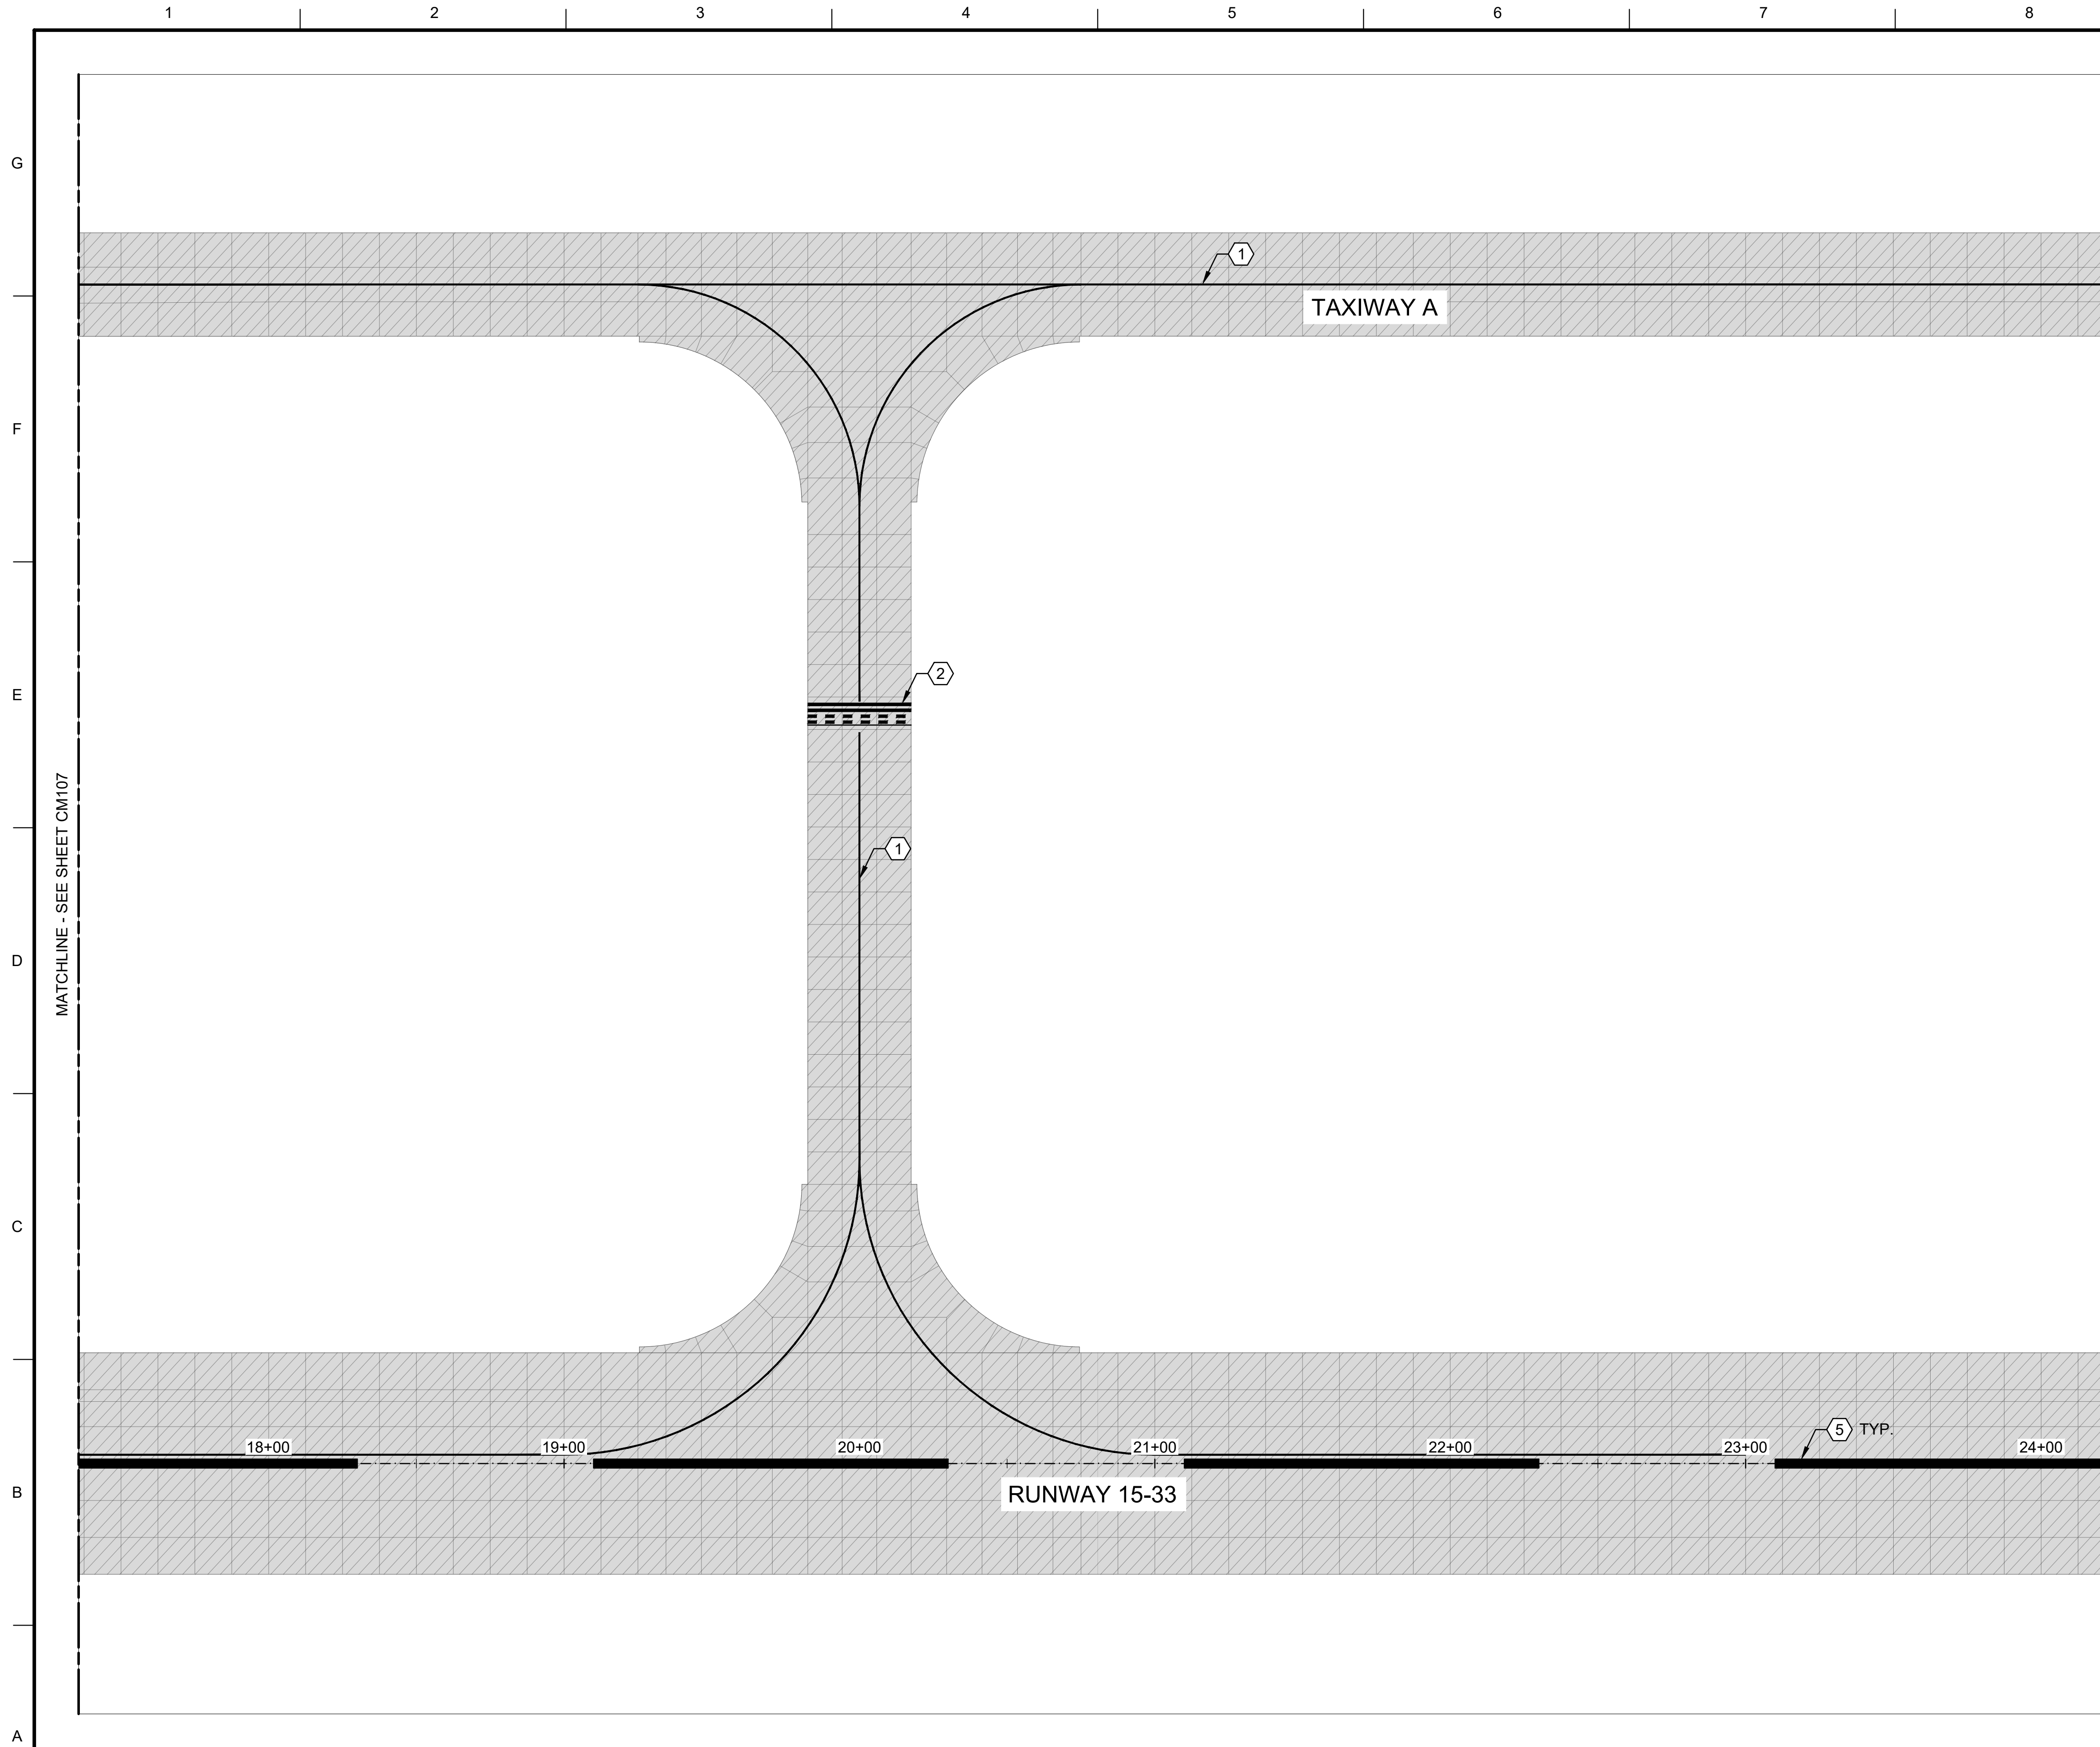 1 2 3 4 5 6 7 8
G
1
TAXIWAY A
F
2
E
1
MATCHLINE - SEE SHEET CM107
D
C
5 TYP.
18+00 19+00 20+00 21+00 22+00 23+00 24+00
B
RUNWAY 15-33
A